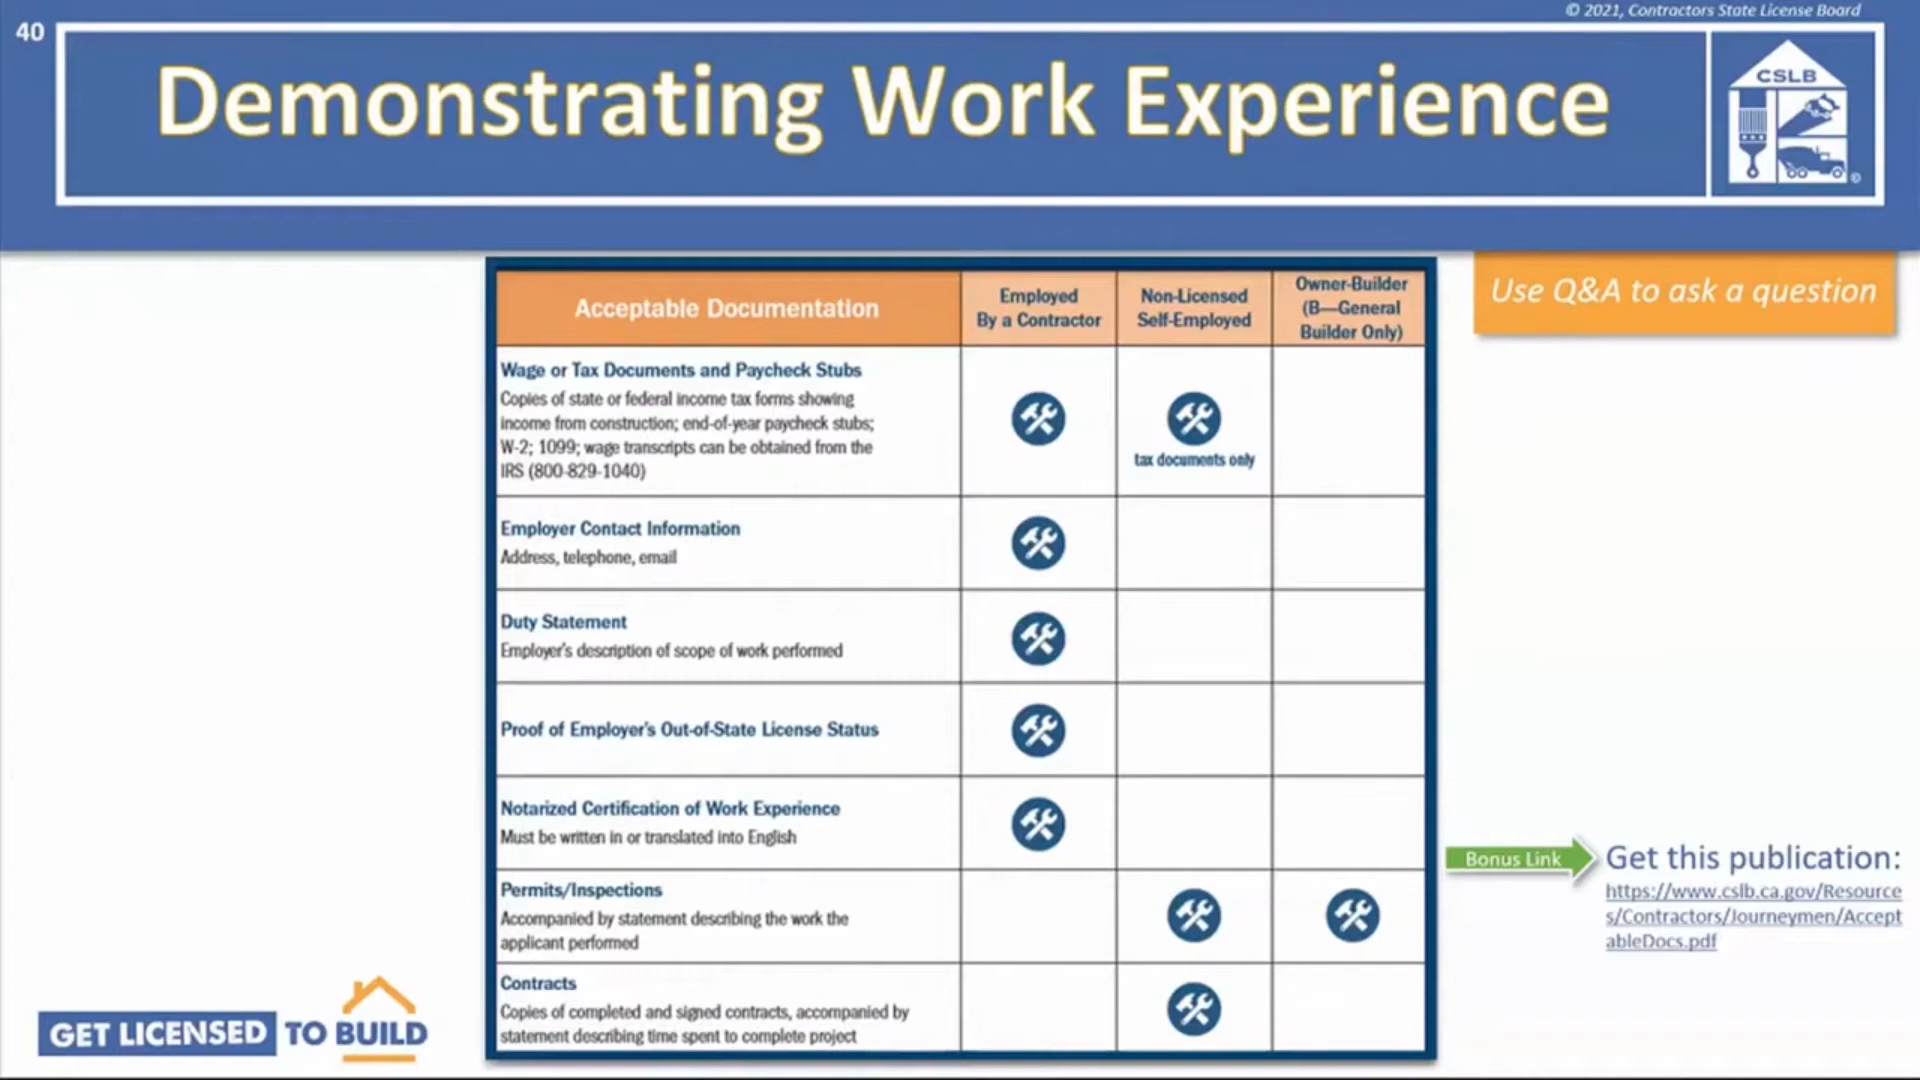 © 2021, Contractors State License Board
40
Demonstrating Work Experience
CSLB
Use Q&A to ask a question
Acceptable Documentation
Employed
By a Contractor
Non-Licensed
Self-Employed
Owner-Builder
(B—General
Builder Only)
Wage or Tax Documents and Paycheck Stubs
Copies of state or federal income tax forms showing
income from construction; end-of-year paycheck stubs;
W-2; 1099; wage transcripts can be obtained from the
IRS (800-829-1040)
tax documents only
Employer Contact Information
Address, telephone, email
Duty Statement
Employer's description of scope of work performed
Proof of Employer's Out-of-State License Status
Notarized Certification of Work Experience
Must be written in or translated into English
Permits/Inspections
Accompanied by statement describing the work the
applicant performed
Contracts
Copies of completed and signed contracts, accompanied by
statement describing time spent to complete project
Bonus Link
Get this publication:
https://www.cslb.ca.gov/Resource
s/Contractors/Journeymen/Accept
ableDocs.pdf
GET LICENSED TO BUILD